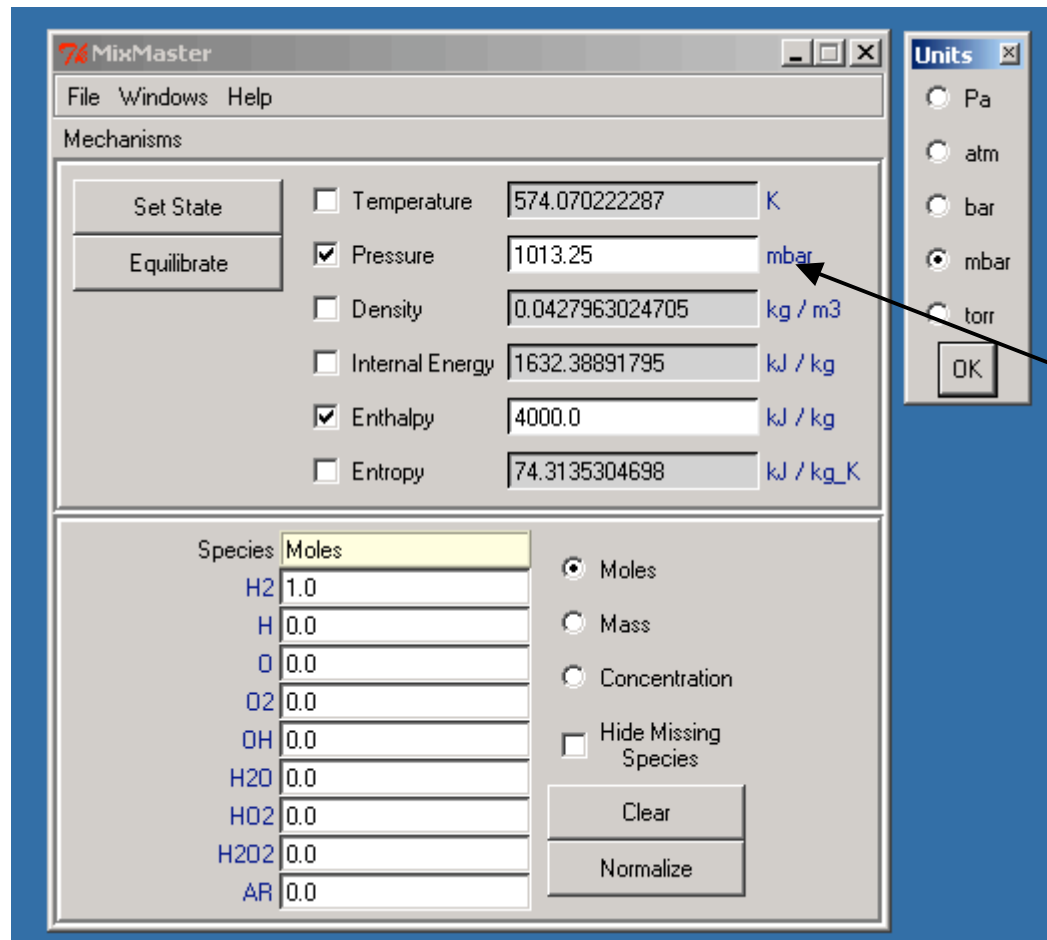 MixMaster
File Windows Help
Mechanisms
Set State
Equilibrate
Temperature 574.070222287 K
Pressure 1013.25 mbar
Density 0.0427963024705 kg / m3
Internal Energy 1632.38891795 kJ / kg
Enthalpy 4000.0 kJ / kg
Entropy 74.3135304698 kJ / kg_K
Species Moles
H2 1.0
H 0.0
O 0.0
O2 0.0
OH 0.0
H2O 0.0
HO2 0.0
H2O2 0.0
AR 0.0
Moles
Mass
Concentration
Hide Missing
Species
Clear
Normalize
Units
Pa
atm
bar
mbar
torr
OK